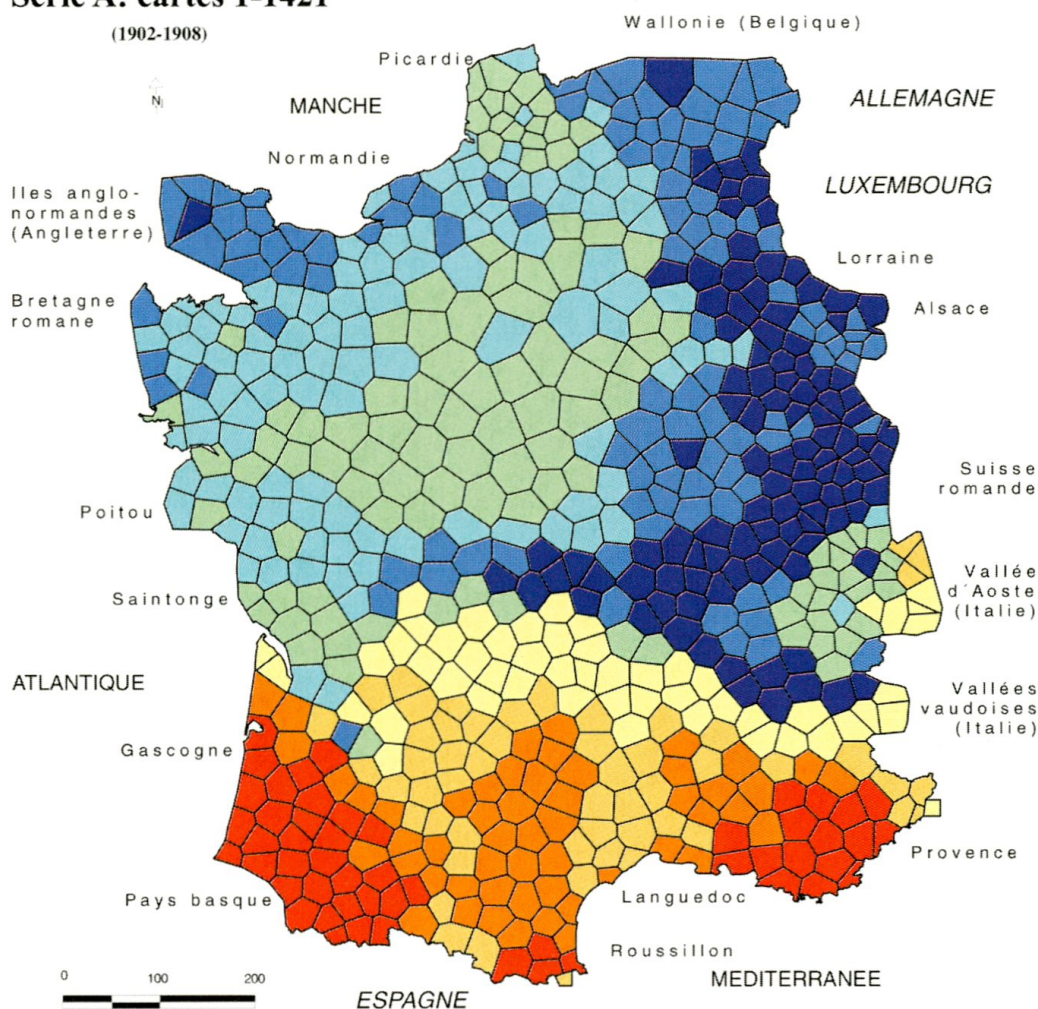 Série A: cartes 1-1421
(1902-1908)
Wallonie (Belgique)
Picardie
N
MANCHE
ALLEMAGNE
Normandie
LUXEMBOURG
Iles anglo-
normandes
(Angleterre)
Lorraine
Bretagne
romane
Alsace
Suisse
romande
Poitou
Vallée
d'Aoste
(Italie)
Saintonge
ATLANTIQUE
Vallées
vaudoises
(Italie)
Gascogne
Provence
Pays basque
Languedoc
Roussillon
MEDITERRANEE
0 100 200
ESPAGNE